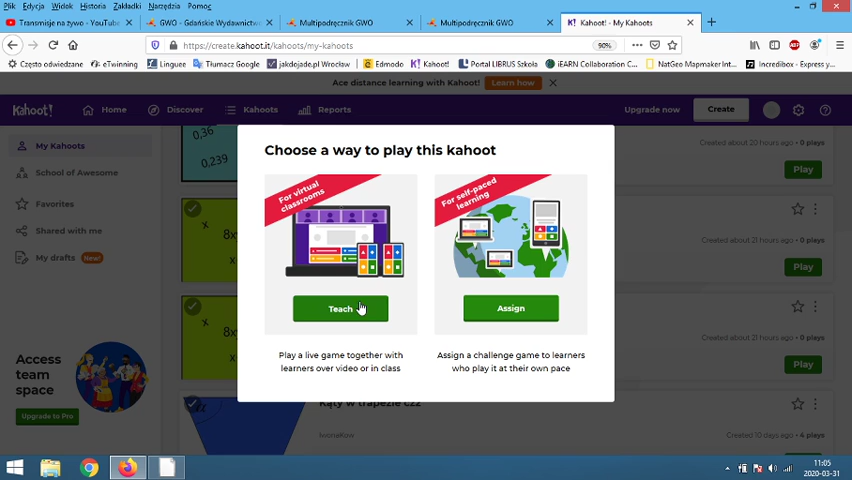 Plik Edycja Widok Historia Zakładki Narzędzia Pomoc
Transmisje na żywo - YouTube
GWO - Gdańskie Wydawnictwo
Multipodręcznik GWO
Multipodręcznik GWO
K! Kahoot! - My Kahoots
https://create.kahoot.it/kahoots/my-kahoots
90%
Często odwiedzane
eTwinning
Linguee
Tłumacz Google
jakdojade.pl Wrocław
Edmodo
K! Kahoot!
Portal LIBRUS Szkoła
iEARN Collaboration C...
NatGeo Mapmaker Int...
Incredibox - Express y...
Ace distance learning with Kahoot! Learn how
Kahoot!
Home
Discover
Kahoots
Reports
Upgrade now
Create
My Kahoots
School of Awesome
Favorites
Shared with me
My drafts New!
Access
team
space
Upgrade to Pro
0,36
0,239
Created about 20 hours ago • 0 plays
Play
Created about 21 hours ago • 0 plays
Play
Created about 21 hours ago • 0 plays
Play
Choose a way to play this kahoot
For virtual
classrooms
Teach
Play a live game together with
learners over video or in class
For self-paced
learning
Assign
Assign a challenge game to learners
who play it at their own pace
Kąty w trapezie cz2
IwonaKow
Created 10 days ago • 4 plays
11:05
2020-03-31